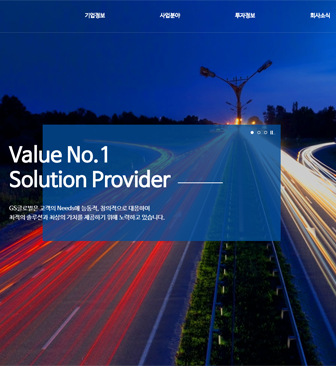 기업정보 사업분야 투자정보 회사소식
Value No.1
Solution Provider
GS글로벌은 고객의 Needs에 능동적, 창의적으로 대응하여
최적의 솔루션과 최상의 가치를 제공하기 위해 노력하고 있습니다.